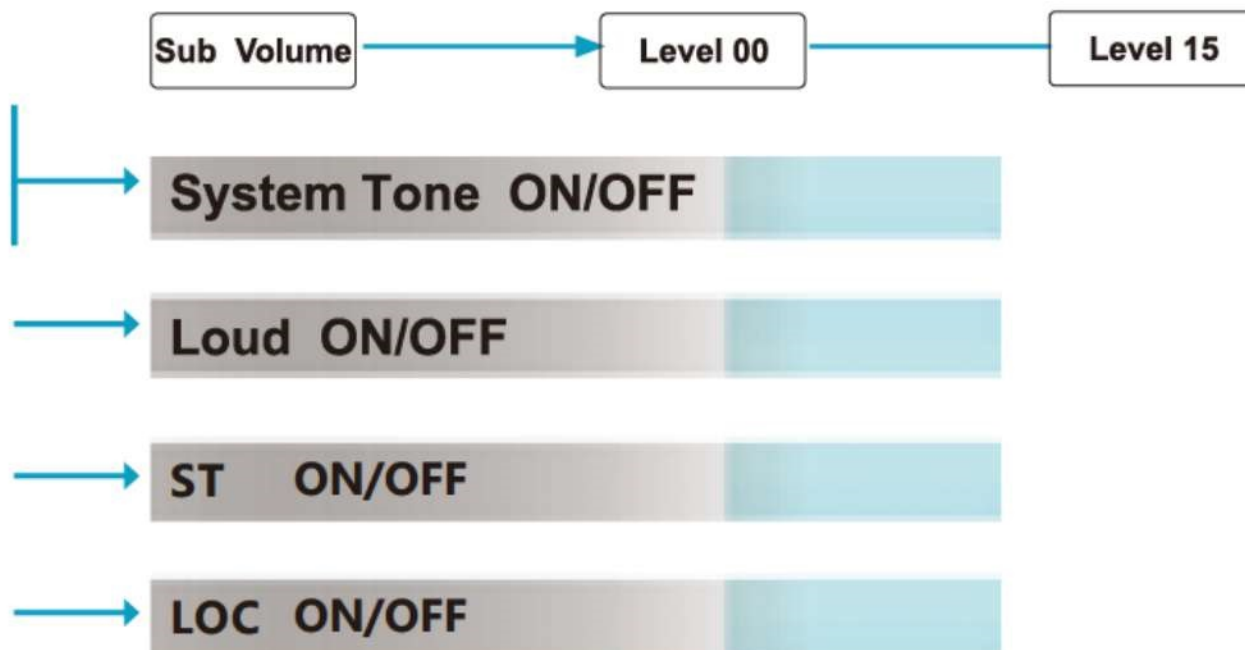 Sub Volume Level 00 Level 15
System Tone ON/OFF
Loud ON/OFF
ST ON/OFF
LOC ON/OFF